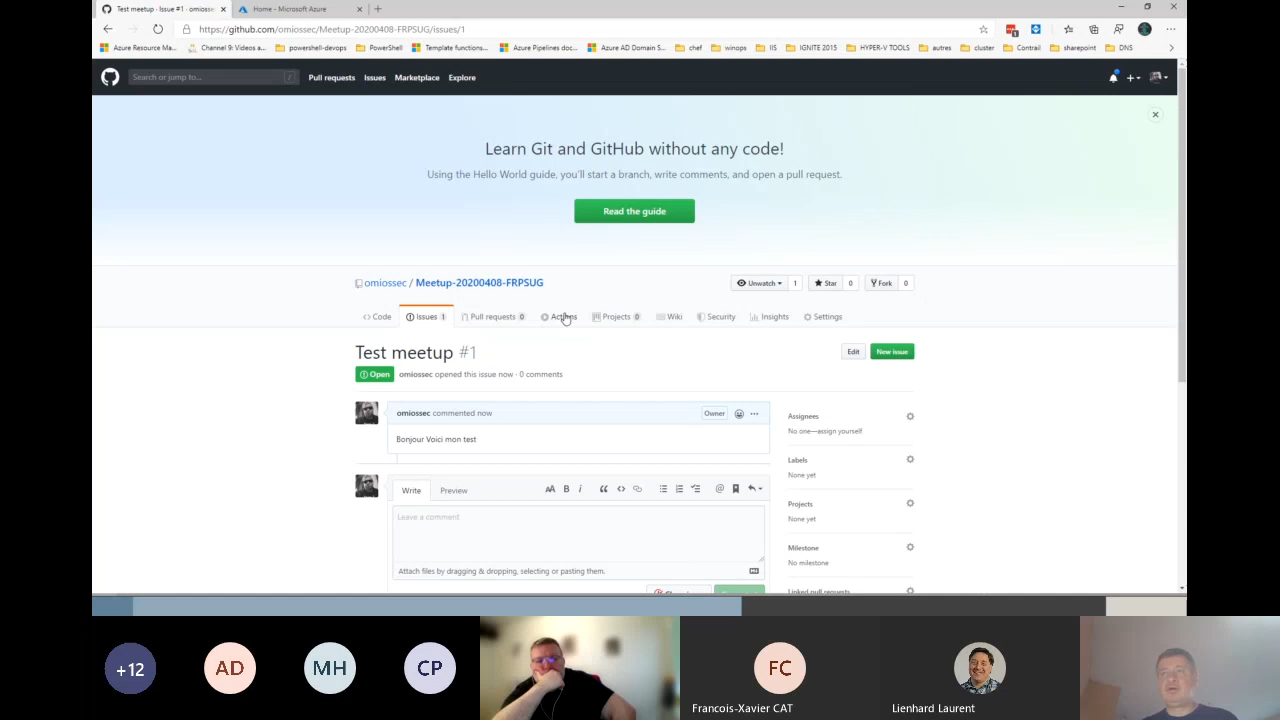 Test meetup · Issue #1 · omiosse
Home - Microsoft Azure
https://github.com/omiossec/Meetup-20200408-FRPSUG/issues/1
Azure Resource Ma...
Channel 9: Videos a...
powershell-devops
PowerShell
Template functions...
Azure Pipelines doc...
Azure AD Domain S...
chef
winops
IIS
IGNITE 2015
HYPER-V TOOLS
autres
cluster
Contrail
sharepoint
DNS
Search or jump to...
/
Pull requests
Issues
Marketplace
Explore
Learn Git and GitHub without any code!
Using the Hello World guide, you'll start a branch, write comments, and open a pull request.
Read the guide
omiossec / Meetup-20200408-FRPSUG
Unwatch 1
Star 0
Fork 0
Code
Issues 1
Pull requests 0
Actions
Projects 0
Wiki
Security
Insights
Settings
Test meetup #1
Edit
New issue
Open
omiossec opened this issue now · 0 comments
omiossec commented now
Owner
Bonjour Voici mon test
Assignees
No one—assign yourself
Labels
None yet
Projects
None yet
Milestone
No milestone
Linked pull requests
Write
Preview
AA B i
Leave a comment
Attach files by dragging & dropping, selecting or pasting them.
+12
AD
MH
CP
FC
Francois-Xavier CAT
Lienhard Laurent